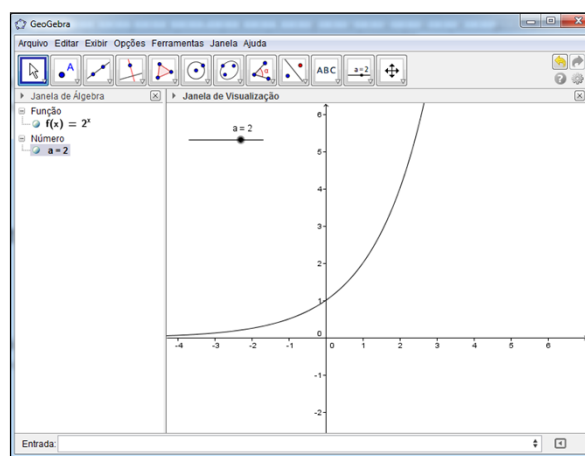 GeoGebra
Arquivo Editar Exibir Opções Ferramentas Janela Ajuda
A
α
ABC
a=2
Janela de Álgebra
Janela de Visualização
Função
f(x) = 2ˣ
Número
a = 2
a = 2
6
5
4
3
2
1
0
-4 -3 -2 -1 0 1 2 3 4 5 6
-1
-2
Entrada: